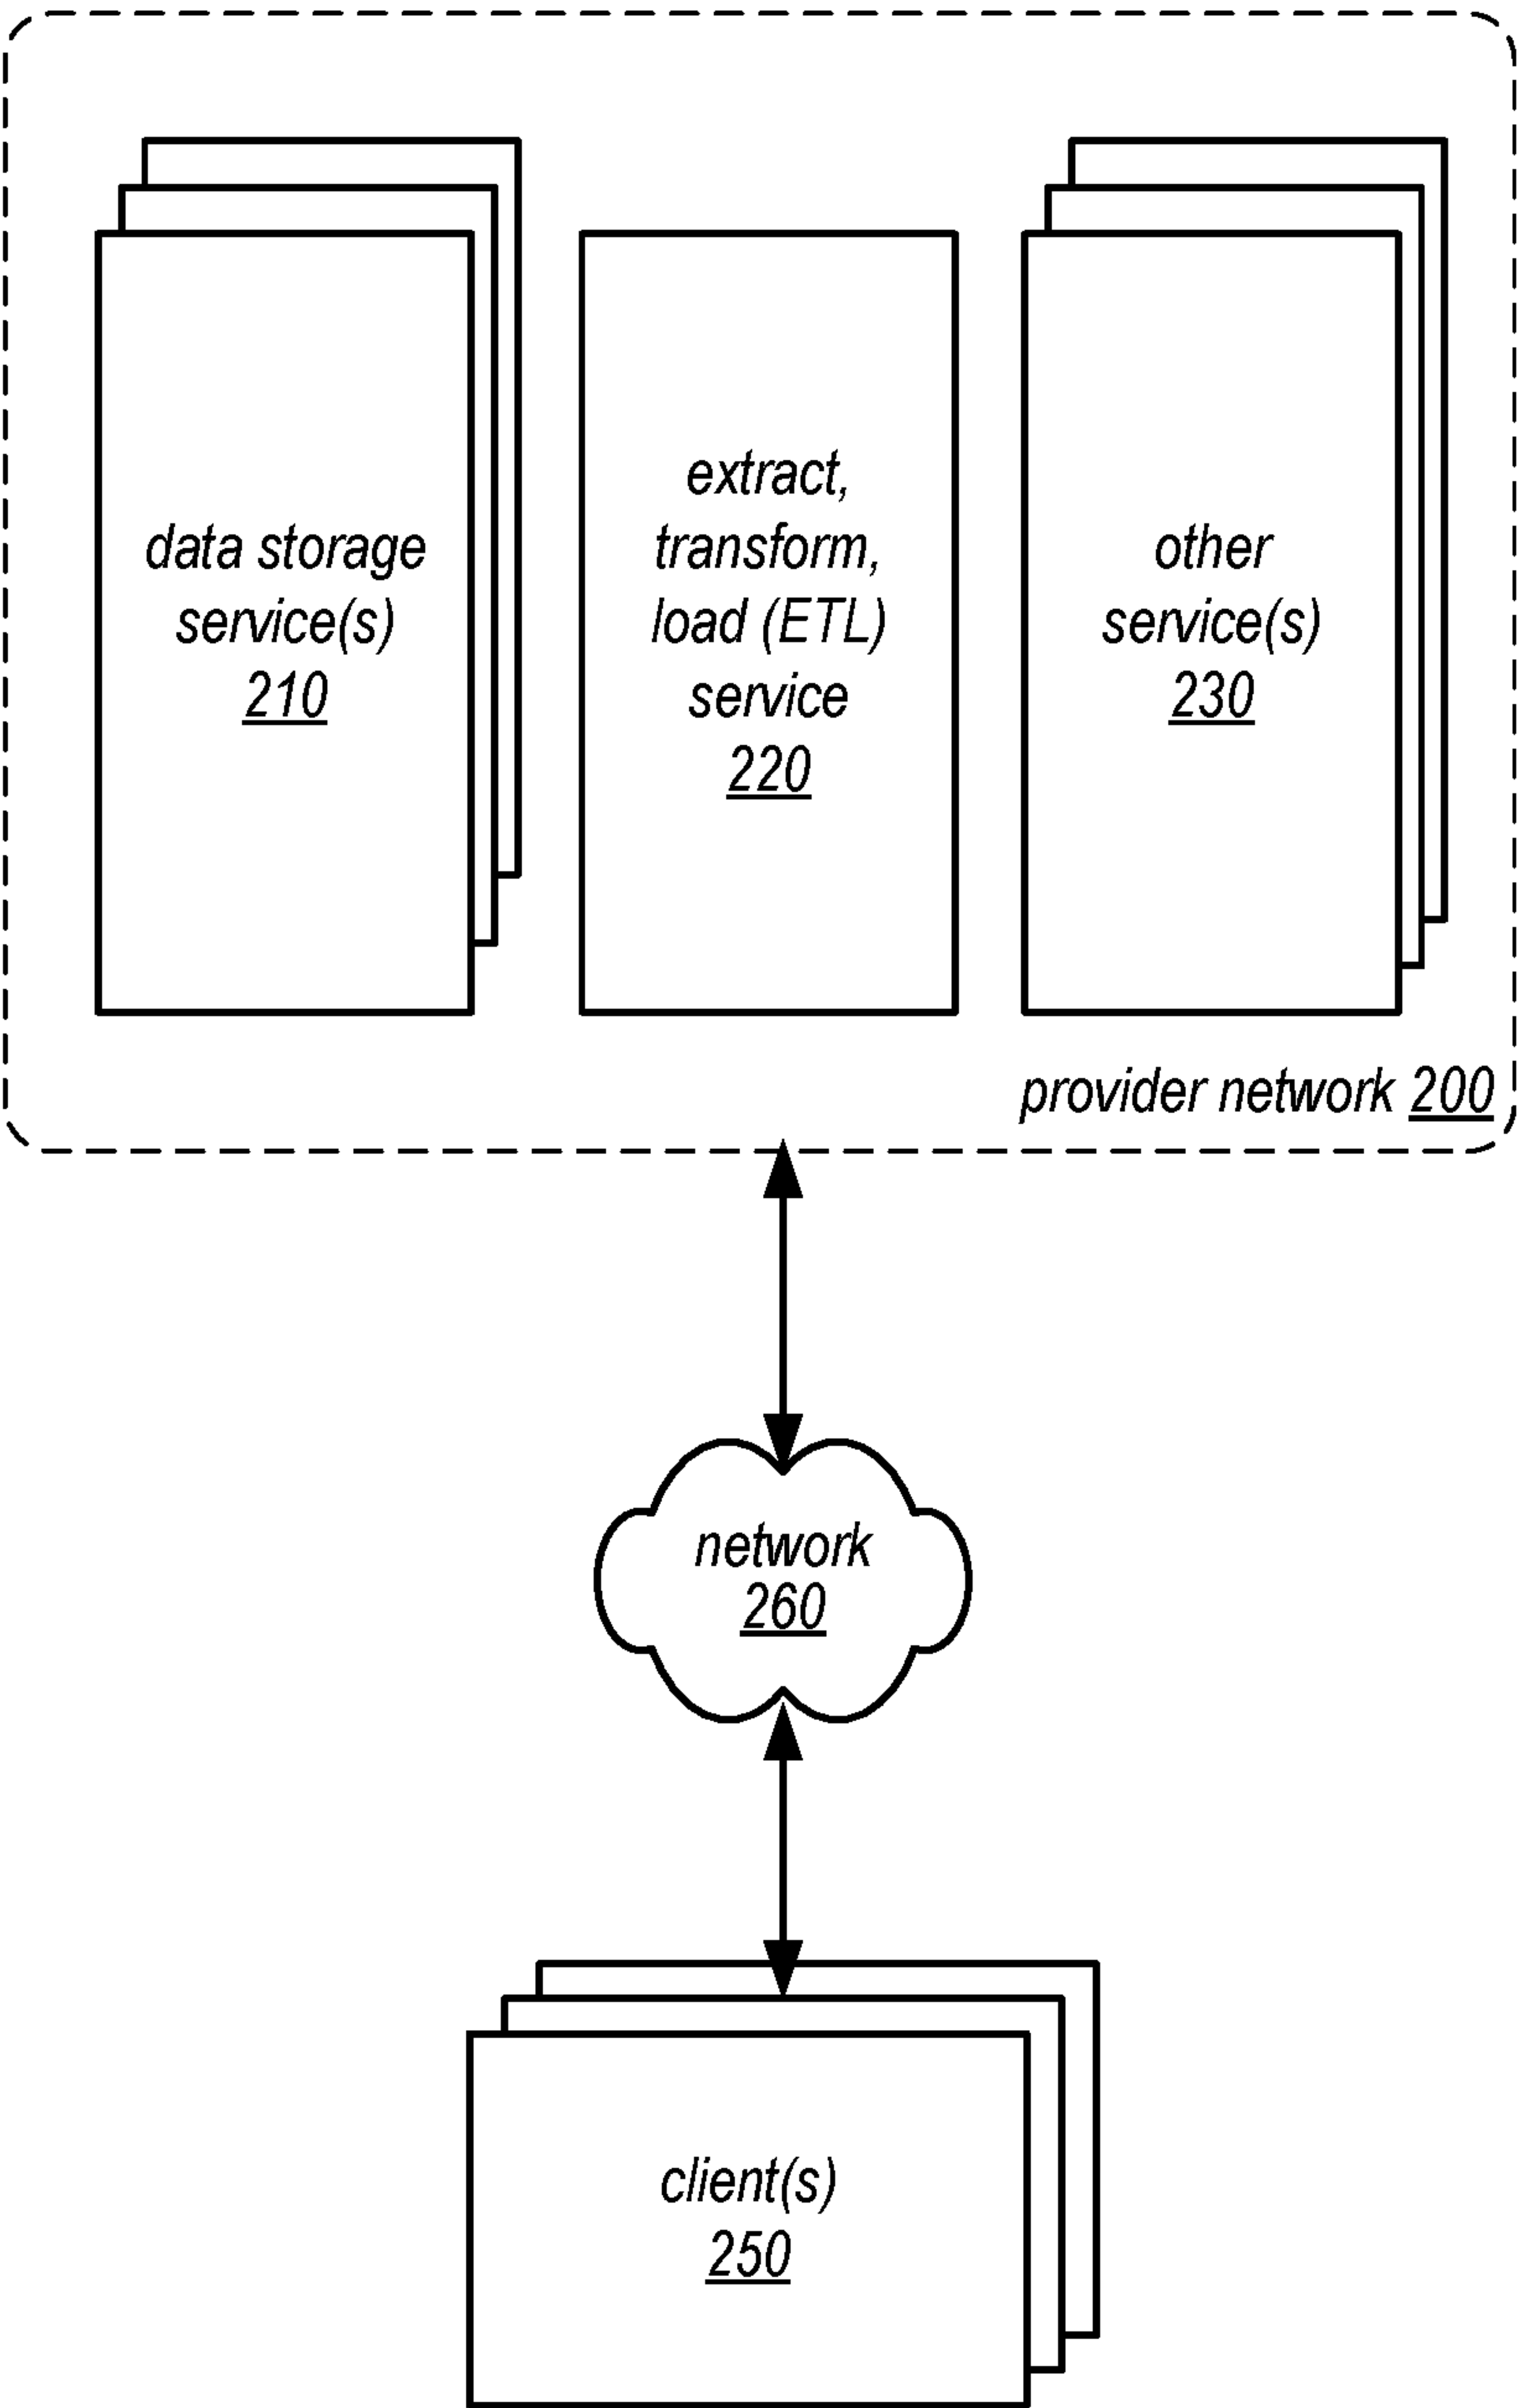 data storage
service(s)
210
extract,
transform,
load (ETL)
service
220
other
service(s)
230
provider network 200
network
260
client(s)
250